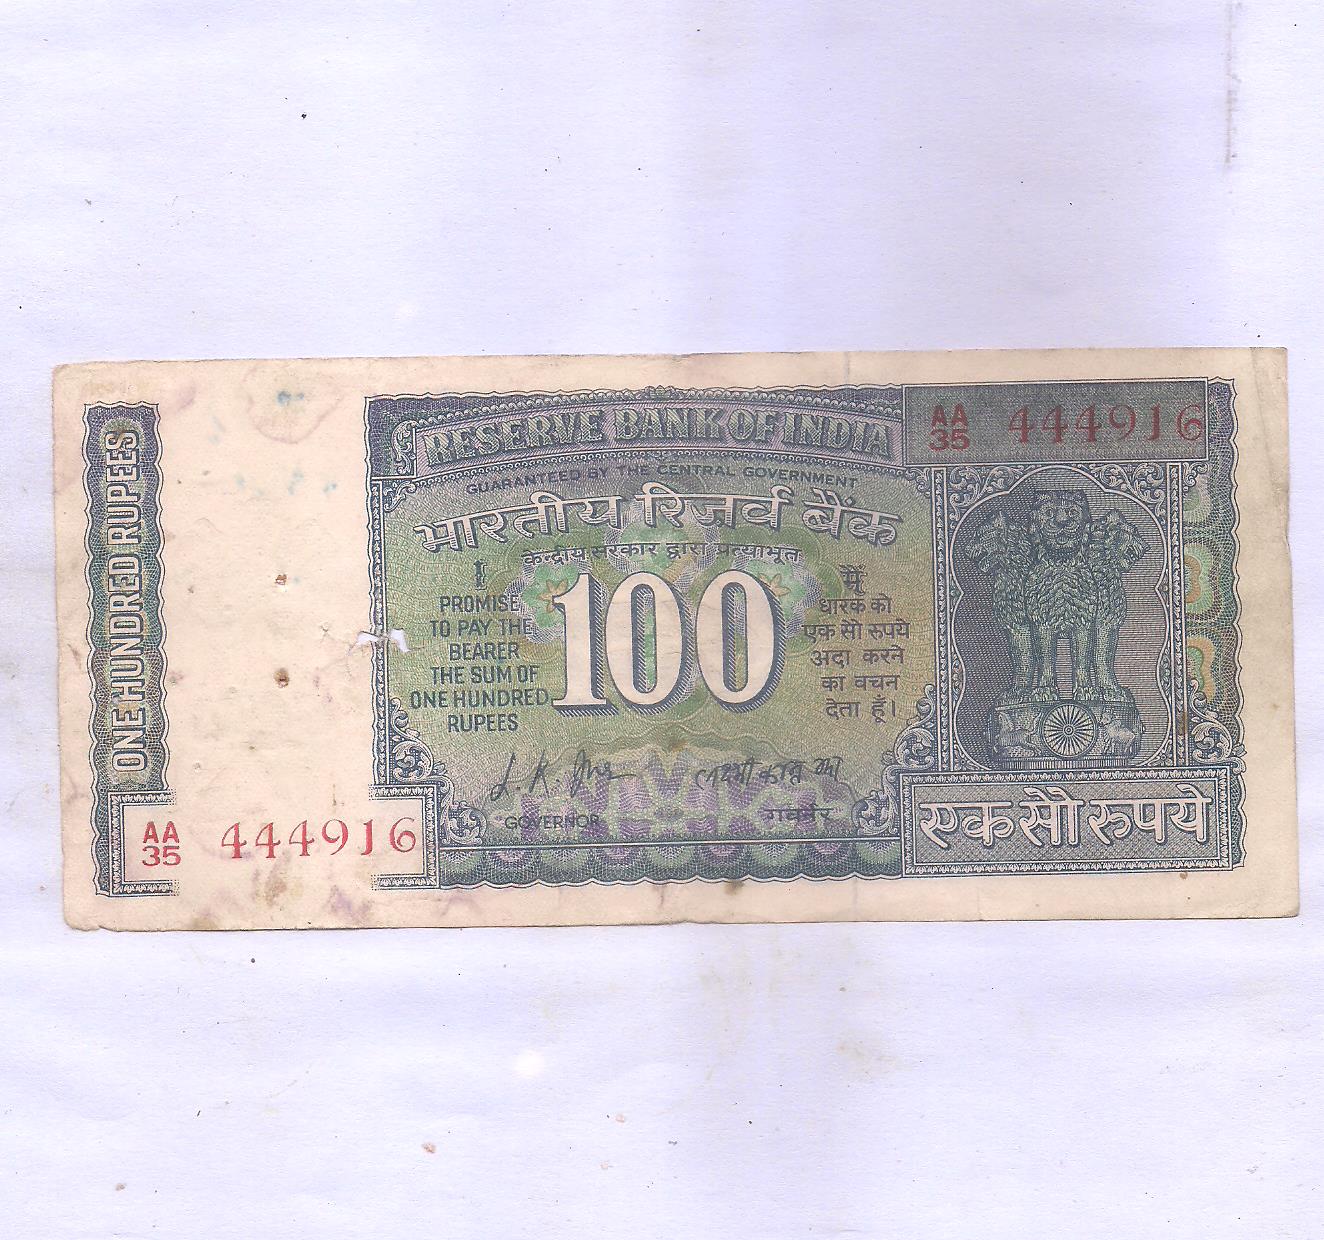 RESERVE BANK OF INDIA
AA
35 444916
GUARANTEED BY THE CENTRAL GOVERNMENT
भारतीय रिज़र्व बैंक
केन्द्रीय सरकार द्वारा प्रत्याभूत
ONE HUNDRED RUPEES
I
PROMISE
TO PAY THE
BEARER
THE SUM OF
ONE HUNDRED
RUPEES
100
मैं
धारक को
एक सौ रुपये
अदा करने
का वचन
देता हूँ।
L. K. Jha
लक्ष्मी कान्त झा
GOVERNOR
गवर्नर
AA
35 444916
एक सौ रुपये